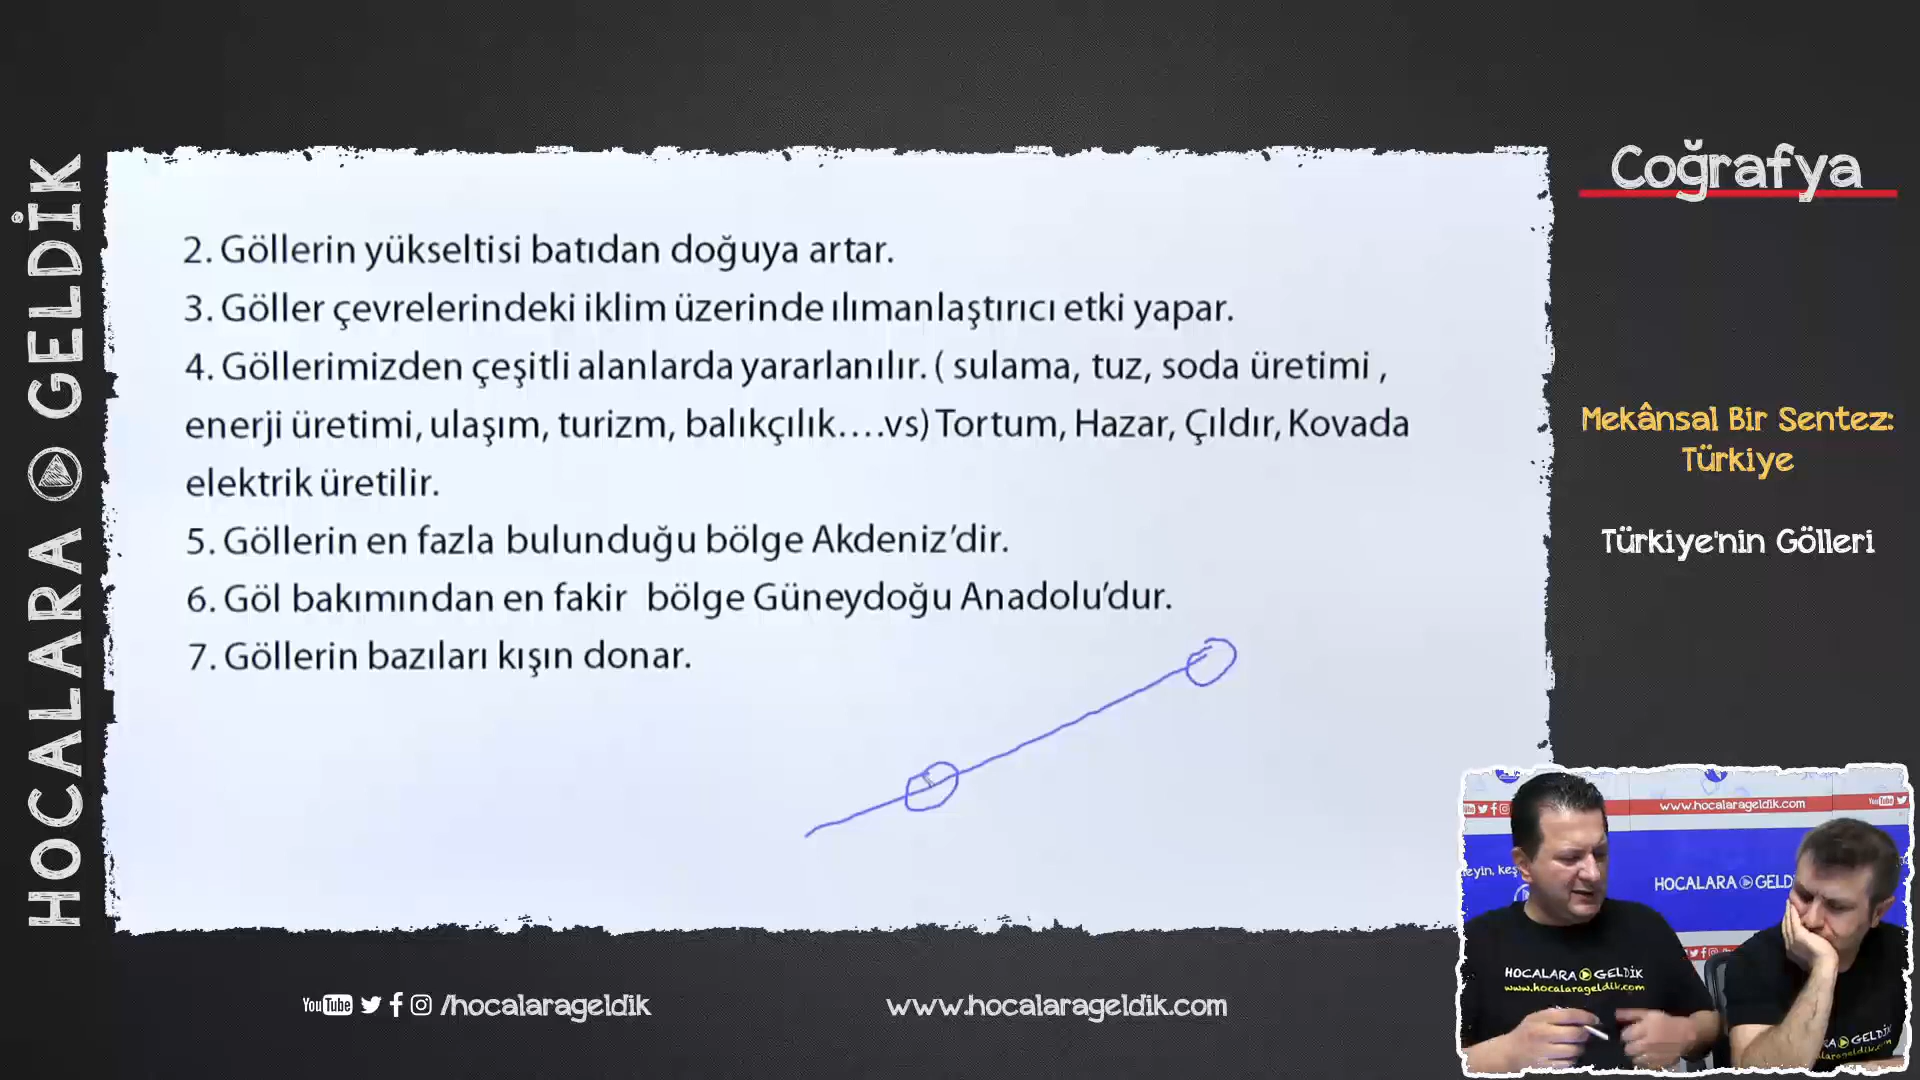 HOCALARA GELDİK
2. Göllerin yükseltisi batıdan doğuya artar.
3. Göller çevrelerindeki iklim üzerinde ılımanlaştırıcı etki yapar.
4. Göllerimizden çeşitli alanlarda yararlanılır. ( sulama, tuz, soda üretimi ,
enerji üretimi, ulaşım, turizm, balıkçılık….vs) Tortum, Hazar, Çıldır, Kovada
elektrik üretilir.
5. Göllerin en fazla bulunduğu bölge Akdeniz’dir.
6. Göl bakımından en fakir bölge Güneydoğu Anadolu’dur.
7. Göllerin bazıları kışın donar.
Coğrafya
Mekânsal Bir Sentez:
Türkiye
Türkiye'nin Gölleri
www.hocalarageldik.com
YouTube
HOCALARA GELD
HOCALARA GELDİK
www.hocalarageldik.com
RA GELDİK
YouTube /hocalarageldik
www.hocalarageldik.com